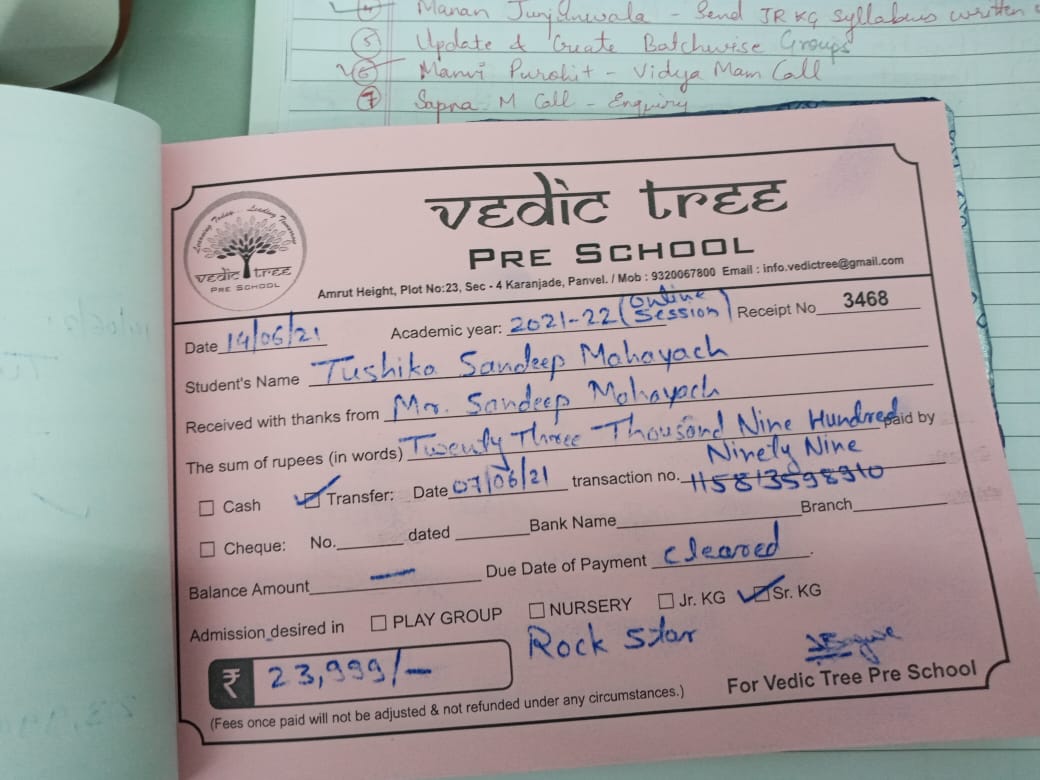 ④ Manan Junjunwala - Send JR KG syllabus written
⑤ Update & Create Batchwise Groups
⑥ Manvi Purohit - Vidya Mam Call
⑦ Sapna M Call - Enquiry
Learning Today... Leading Tomorrow
vedic tree
PRE SCHOOL
vedic tree
PRE SCHOOL
Amrut Height, Plot No:23, Sec - 4 Karanjade, Panvel. / Mob : 9320067800 Email : info.vedictree@gmail.com
Date 14/06/21 Academic year: 2021-22 (Online Session) Receipt No 3468
Student's Name Tushika Sandeep Mahayach
Received with thanks from Mr. Sandeep Mahayach
The sum of rupees (in words) Twenty Three Thousand Nine Hundred paid by
Ninety Nine
Cash Transfer: Date 07/06/21 transaction no. 115813598910
Cheque: No. dated Bank Name Branch
Balance Amount — Due Date of Payment cleared.
Admission desired in PLAY GROUP NURSERY Jr. KG Sr. KG
Rock Star
₹ 23,999/-
(Fees once paid will not be adjusted & not refunded under any circumstances.)
For Vedic Tree Pre School